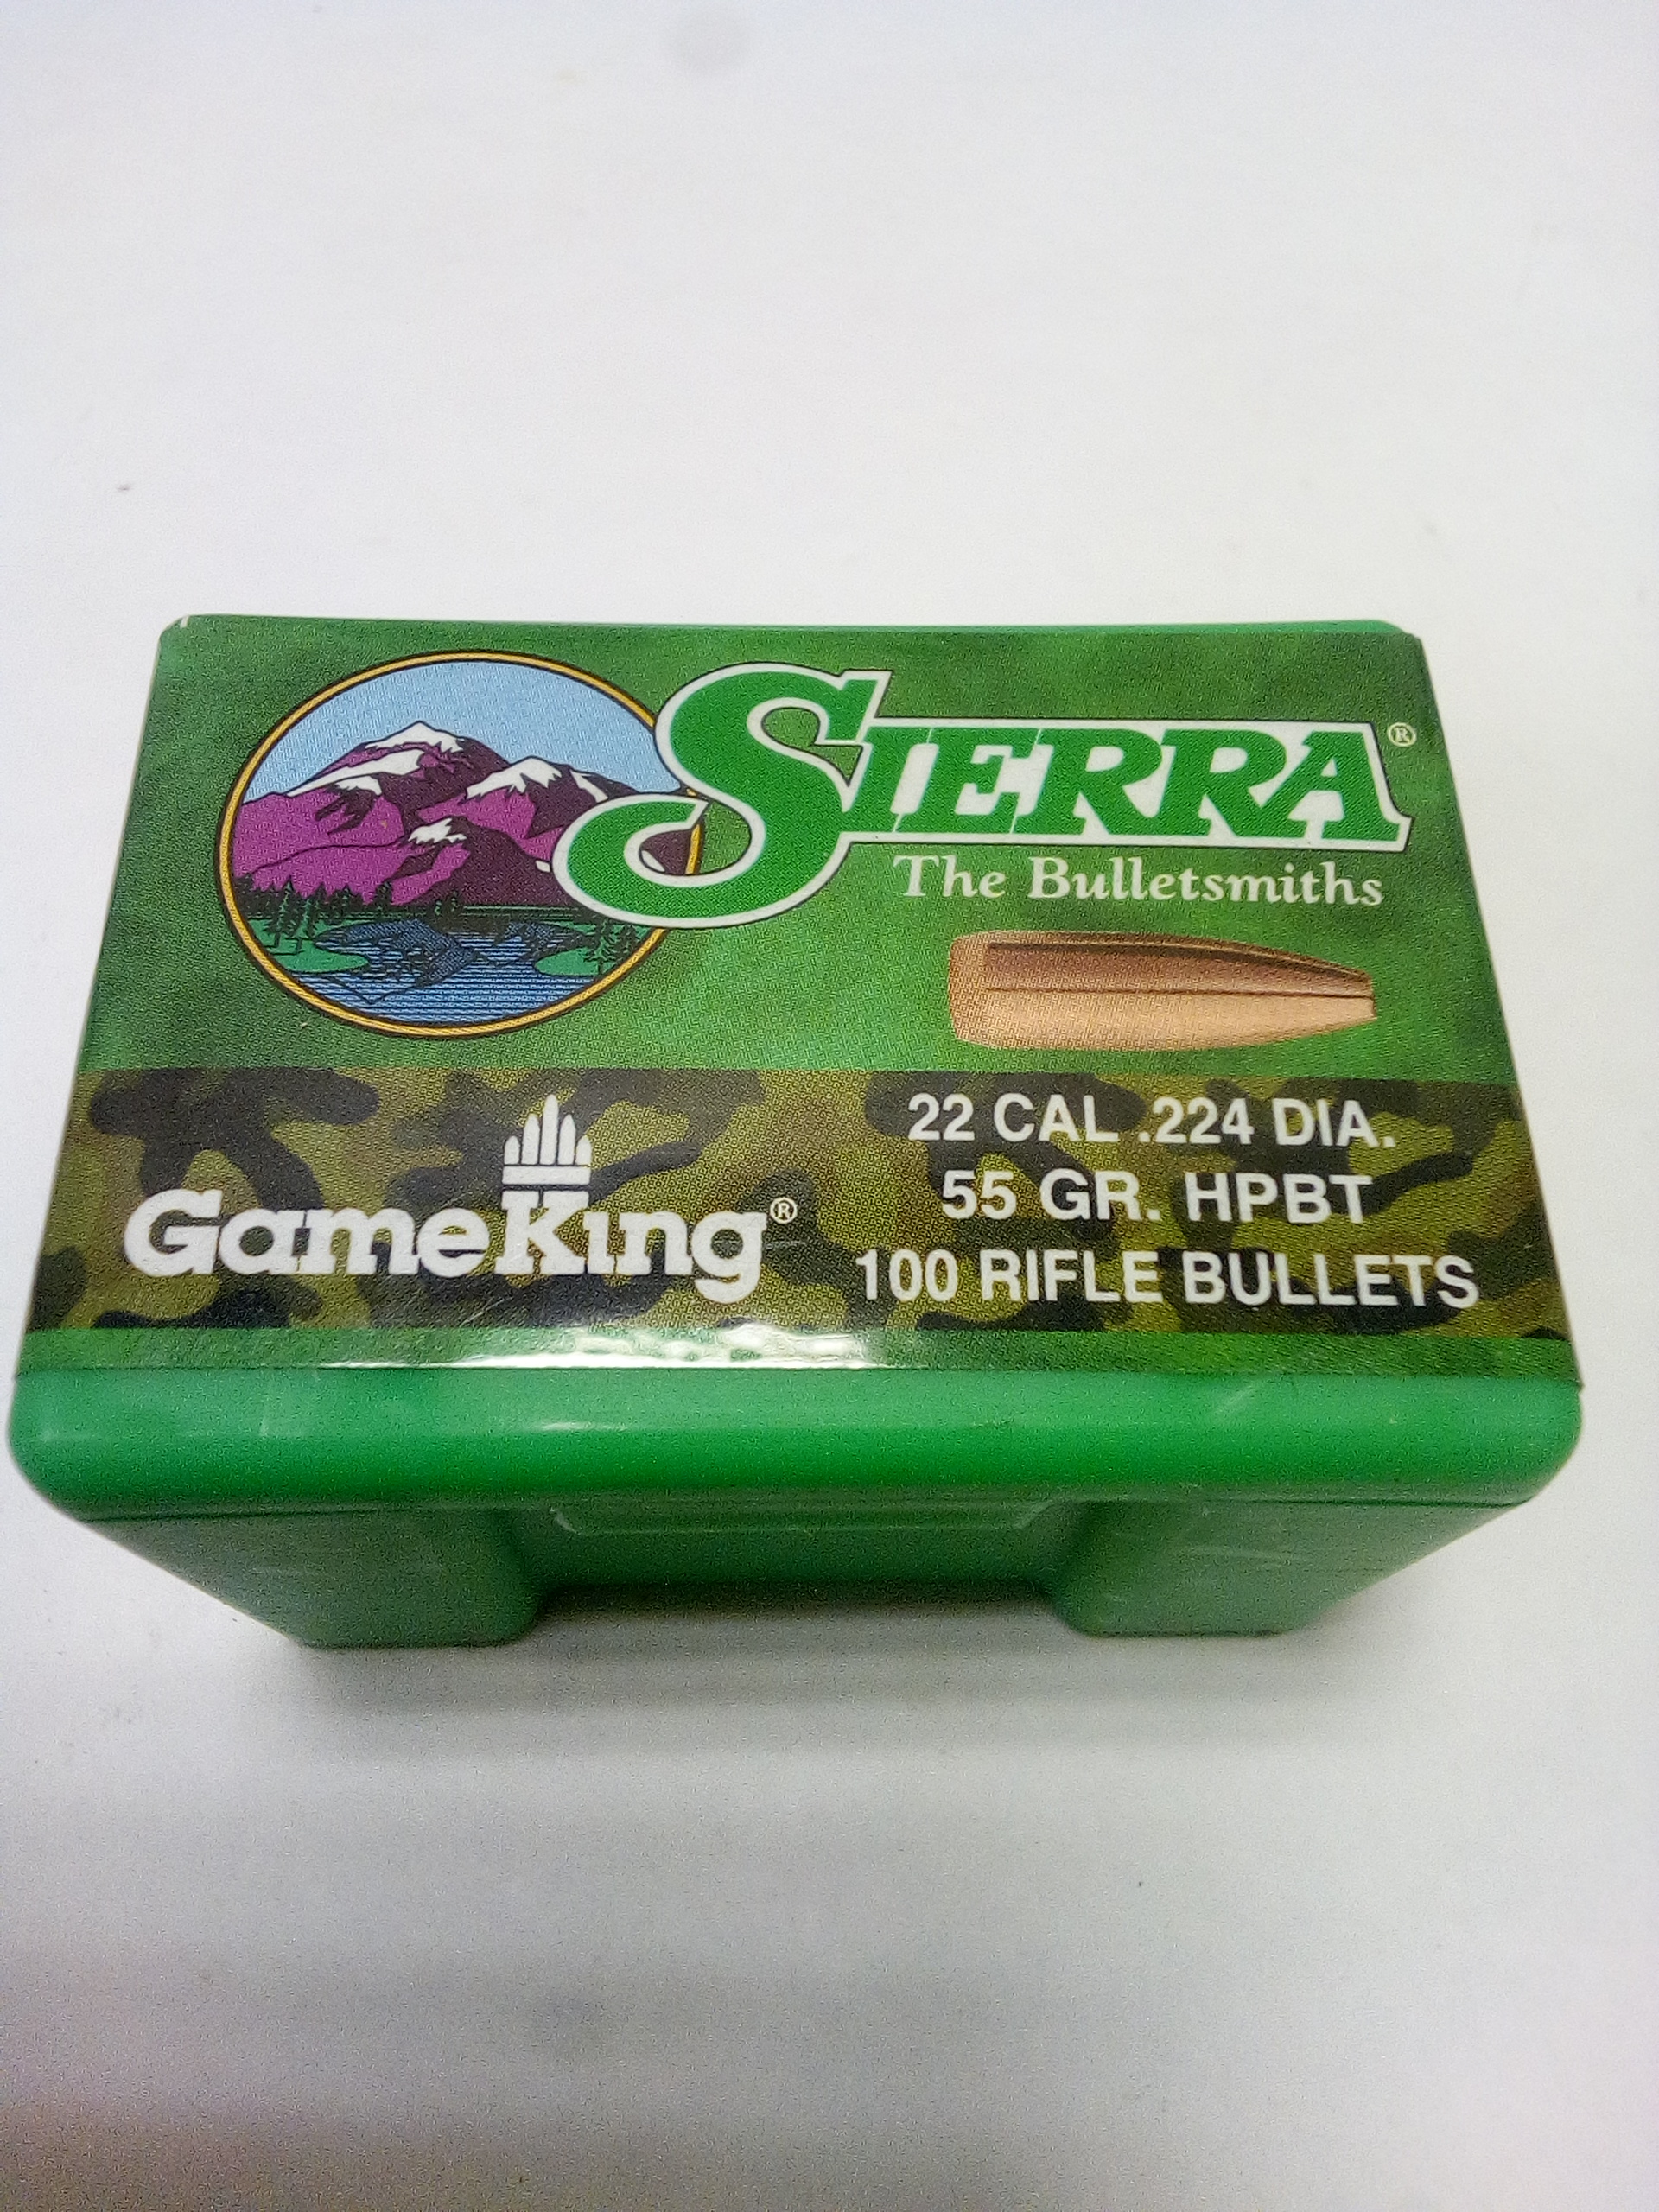 SIERRA®
The Bulletsmiths
GameKing®
22 CAL .224 DIA.
55 GR. HPBT
100 RIFLE BULLETS